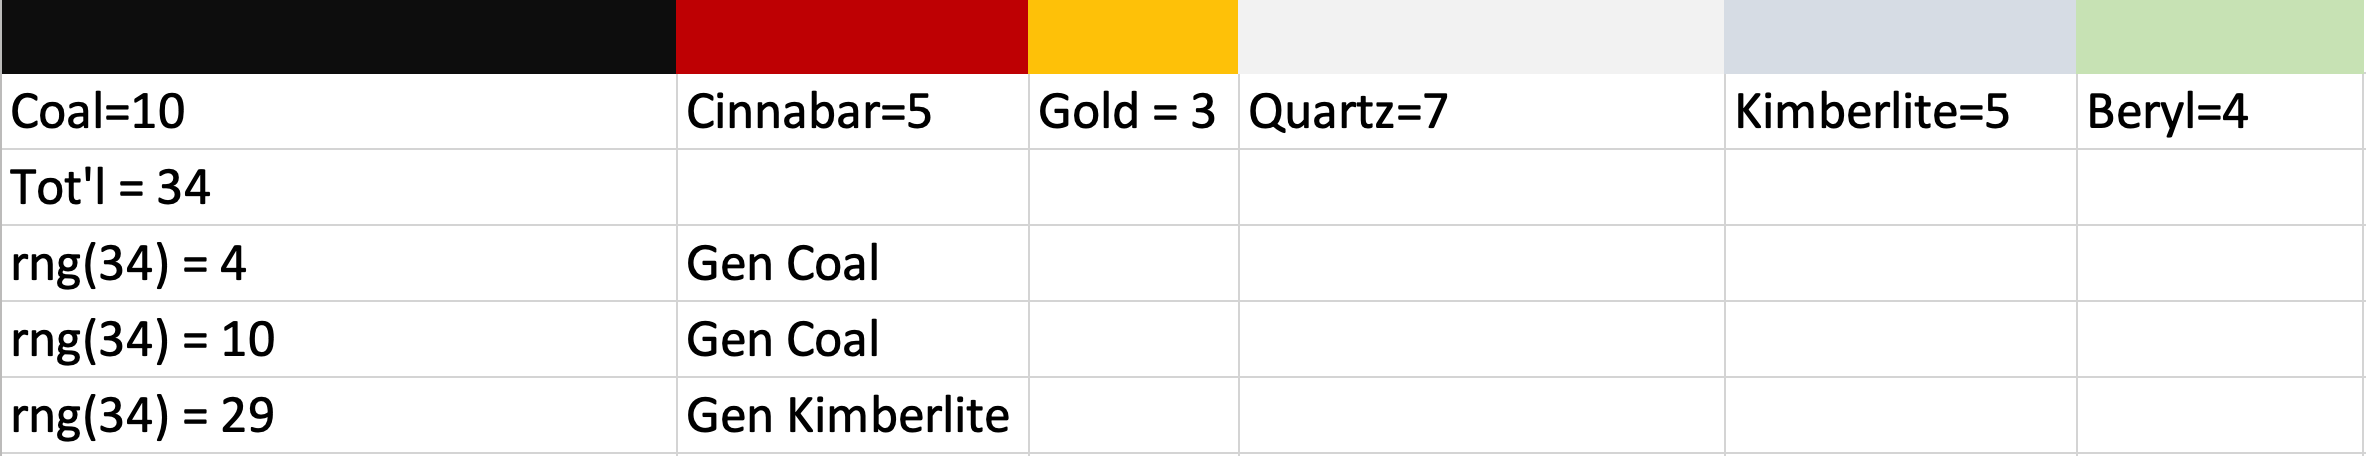 Coal=10 Cinnabar=5 Gold = 3 Quartz=7 Kimberlite=5 Beryl=4
Tot'l = 34
rng(34) = 4 Gen Coal
rng(34) = 10 Gen Coal
rng(34) = 29 Gen Kimberlite